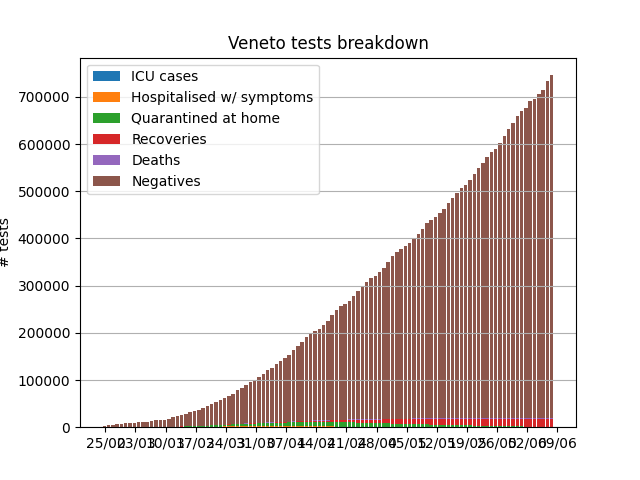 Veneto tests breakdown
ICU cases
Hospitalised w/ symptoms
Quarantined at home
Recoveries
Deaths
Negatives
# tests
700000
600000
500000
400000
300000
200000
100000
0
25/02 03/03 10/03 17/03 24/03 31/03 07/04 14/04 21/04 28/04 05/05 12/05 19/05 26/05 02/06 09/06